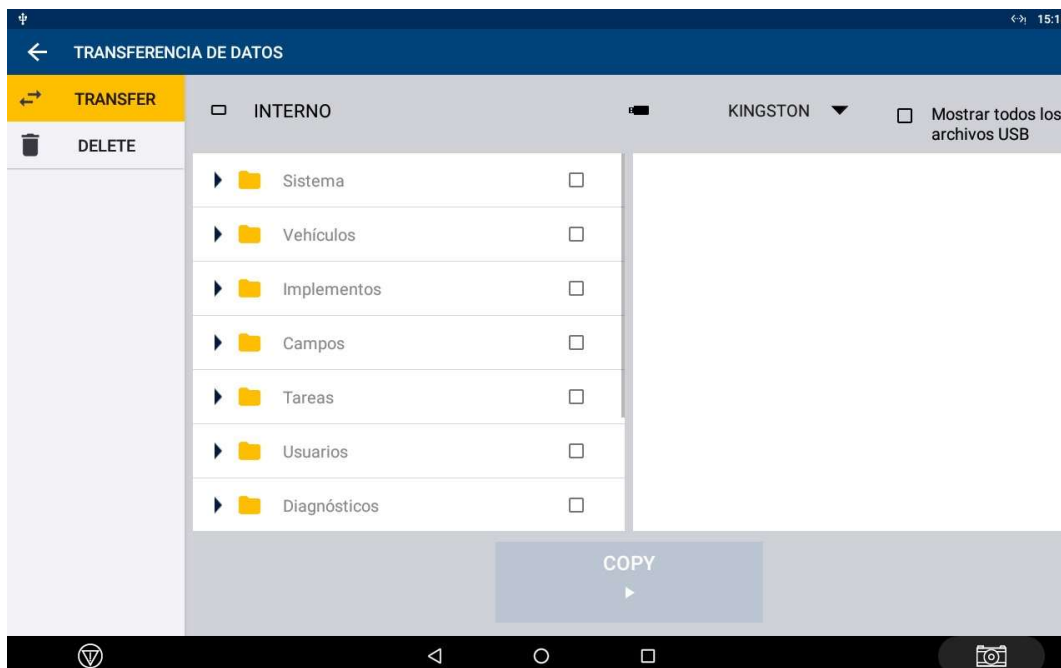 15:1
TRANSFERENCIA DE DATOS
TRANSFER
DELETE
INTERNO
KINGSTON
Mostrar todos los
archivos USB
Sistema
Vehículos
Implementos
Campos
Tareas
Usuarios
Diagnósticos
COPY